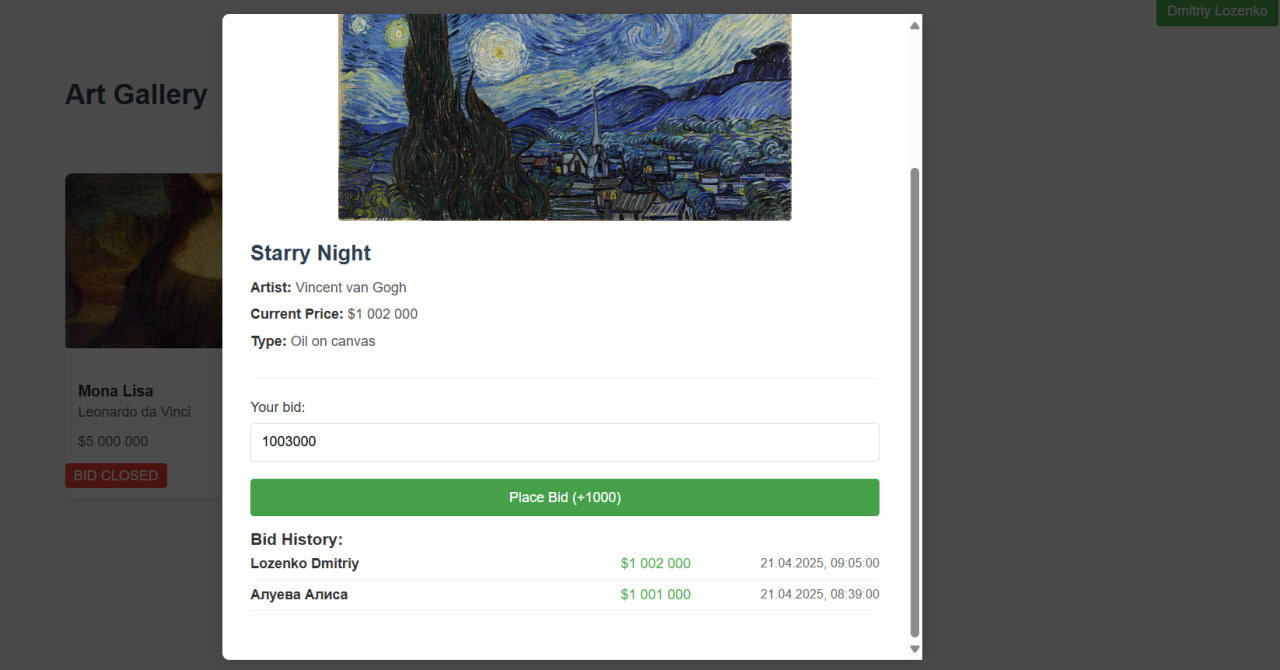 Dmitriy Lozenko
Art Gallery
Mona Lisa
Leonardo da Vinci
$5 000 000
BID CLOSED
Starry Night
Artist: Vincent van Gogh
Current Price: $1 002 000
Type: Oil on canvas
Your bid:
1003000
Place Bid (+1000)
Bid History:
Lozenko Dmitriy $1 002 000 21.04.2025, 09:05:00
Алуева Алиса $1 001 000 21.04.2025, 08:39:00